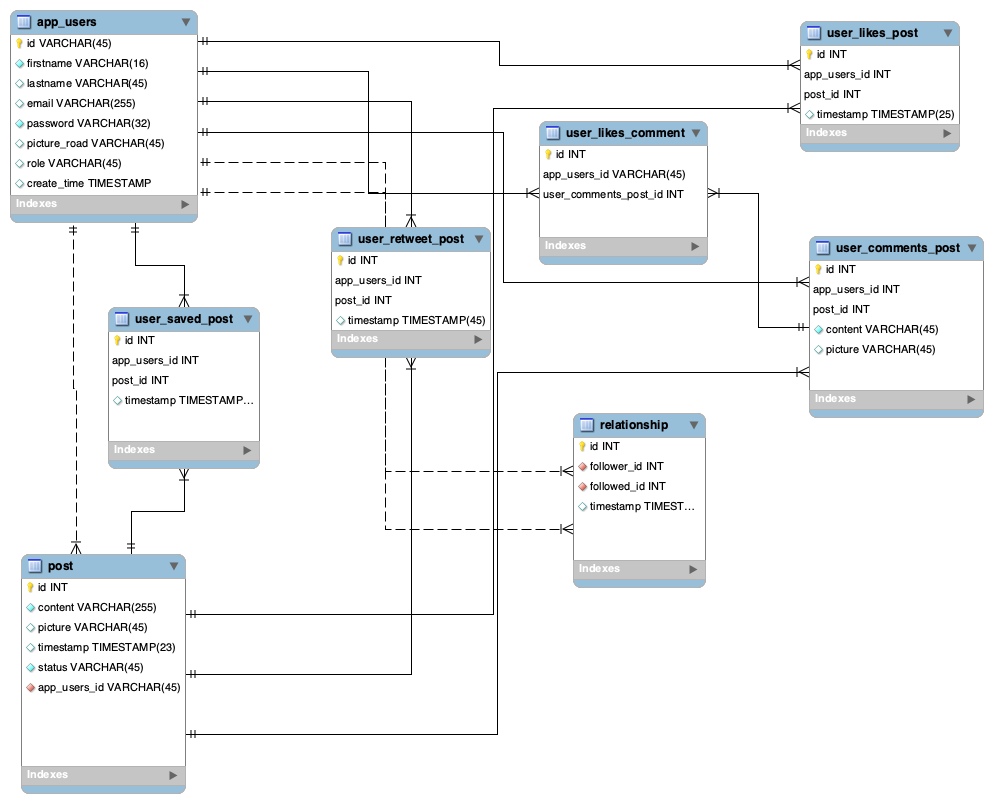 app_users
id VARCHAR(45)
firstname VARCHAR(16)
lastname VARCHAR(45)
email VARCHAR(255)
password VARCHAR(32)
picture_road VARCHAR(45)
role VARCHAR(45)
create_time TIMESTAMP
Indexes
user_likes_post
id INT
app_users_id INT
post_id INT
timestamp TIMESTAMP(25)
Indexes
user_likes_comment
id INT
app_users_id VARCHAR(45)
user_comments_post_id INT
Indexes
user_retweet_post
id INT
app_users_id INT
post_id INT
timestamp TIMESTAMP(45)
Indexes
user_comments_post
id INT
app_users_id INT
post_id INT
content VARCHAR(45)
picture VARCHAR(45)
Indexes
user_saved_post
id INT
app_users_id INT
post_id INT
timestamp TIMESTAMP...
Indexes
relationship
id INT
follower_id INT
followed_id INT
timestamp TIMEST...
Indexes
post
id INT
content VARCHAR(255)
picture VARCHAR(45)
timestamp TIMESTAMP(23)
status VARCHAR(45)
app_users_id VARCHAR(45)
Indexes